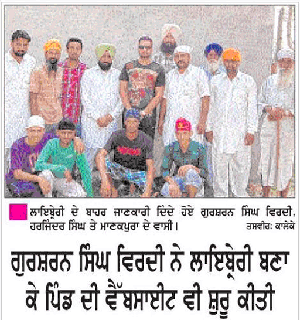 ਲਾਇਬ੍ਰੇਰੀ ਦੇ ਬਾਹਰ ਜਾਣਕਾਰੀ ਦਿੰਦੇ ਹੋਏ ਗੁਰਸ਼ਰਨ ਸਿੰਘ ਵਿਰਦੀ,
ਹਰਜਿੰਦਰ ਸਿੰਘ ਤੇ ਮਾਣਕਪੁਰਾ ਦੇ ਵਾਸੀ। ਤਸਵੀਰ: ਕਾਲੇਕੇ
ਗੁਰਸ਼ਰਨ ਸਿੰਘ ਵਿਰਦੀ ਨੇ ਲਾਇਬ੍ਰੇਰੀ ਬਣਾ
ਕੇ ਪਿੰਡ ਦੀ ਵੈੱਬਸਾਈਟ ਵੀ ਸ਼ੁਰੂ ਕੀਤੀ